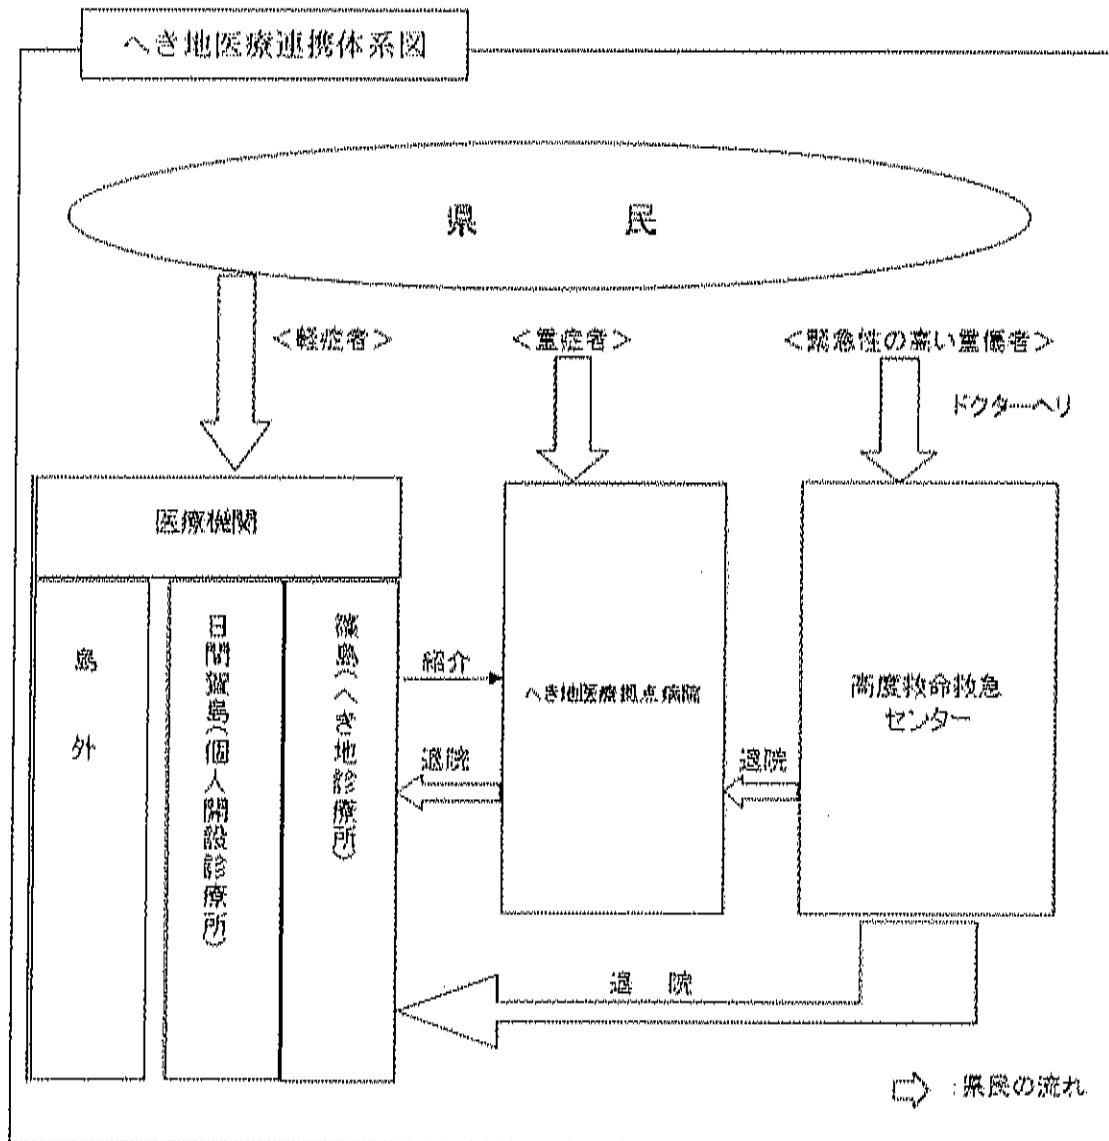 へき地医療連携体系図
県 民
<軽症者>
<重症者>
<緊急性の高い重傷者>
ドクターヘリ
医療機関
島外
日間賀島(個人開設診療所)
篠島(へき地診療所)
紹介
退院
へき地医療拠点病院
退院
高度救命救急
センター
退 院
:県民の流れ